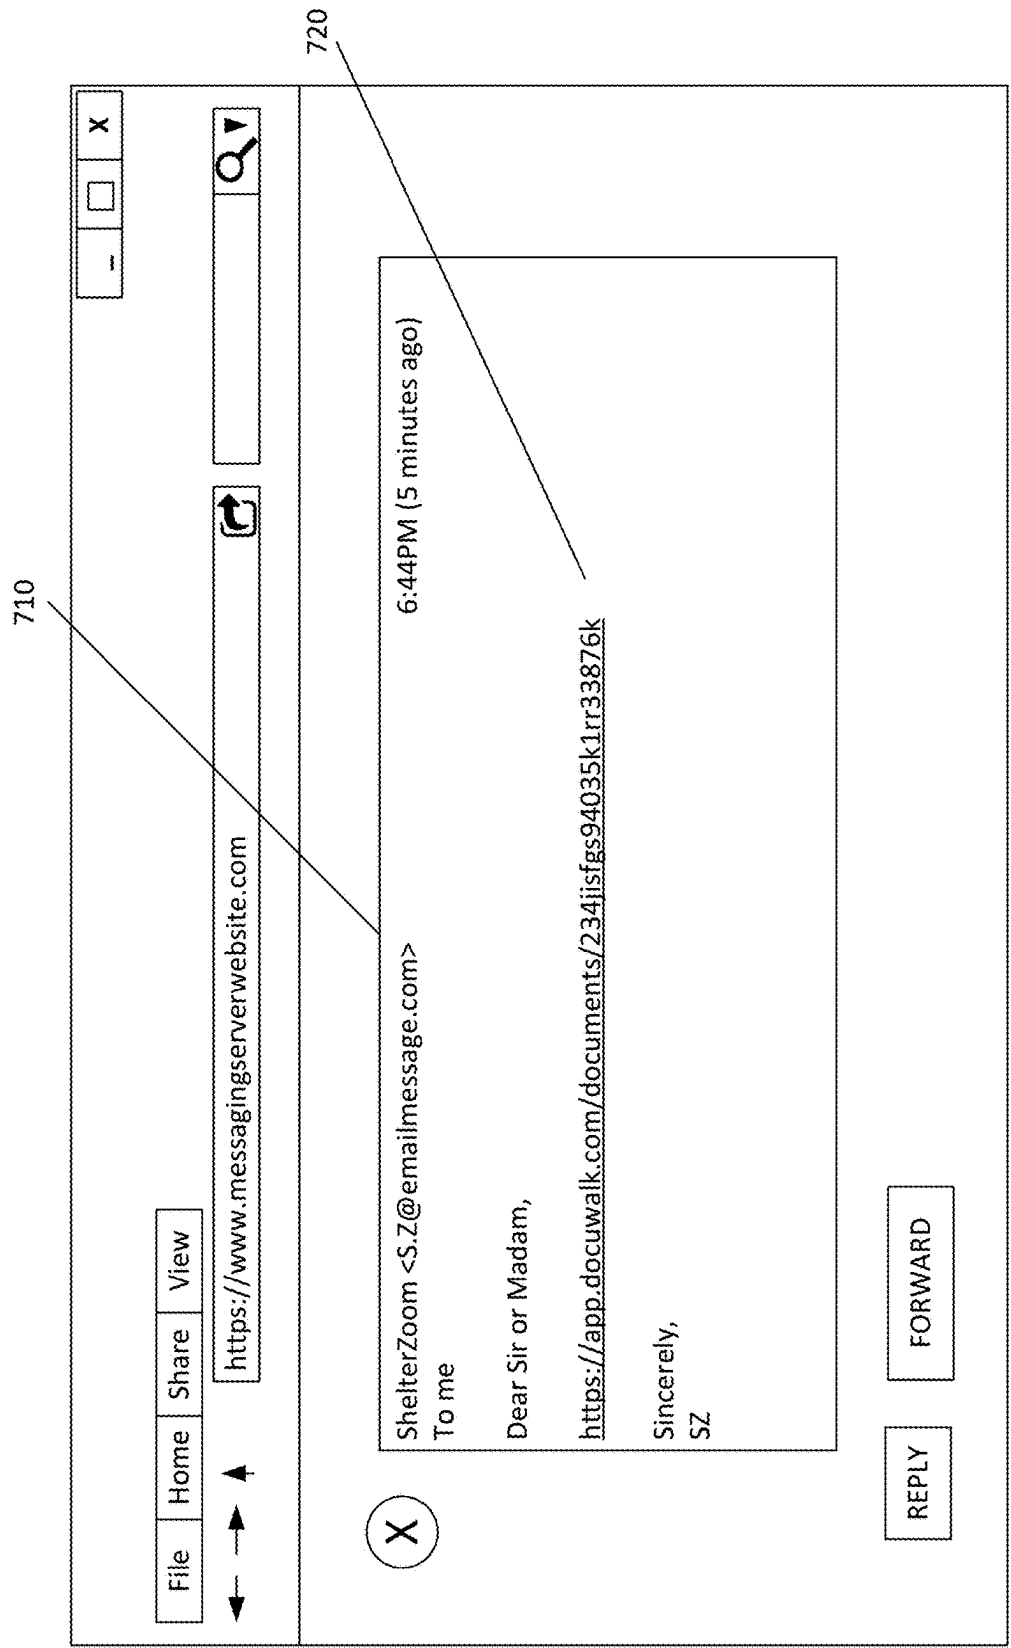 710
720
– □ X
File Home Share View
https://www.messagingserverwebsite.com
X
ShelterZoom <S.Z@emailmessage.com> 6:44PM (5 minutes ago)
To me
Dear Sir or Madam,
https://app.docuwalk.com/documents/234jisfgs94035k1rr33876k
Sincerely,
SZ
REPLY FORWARD